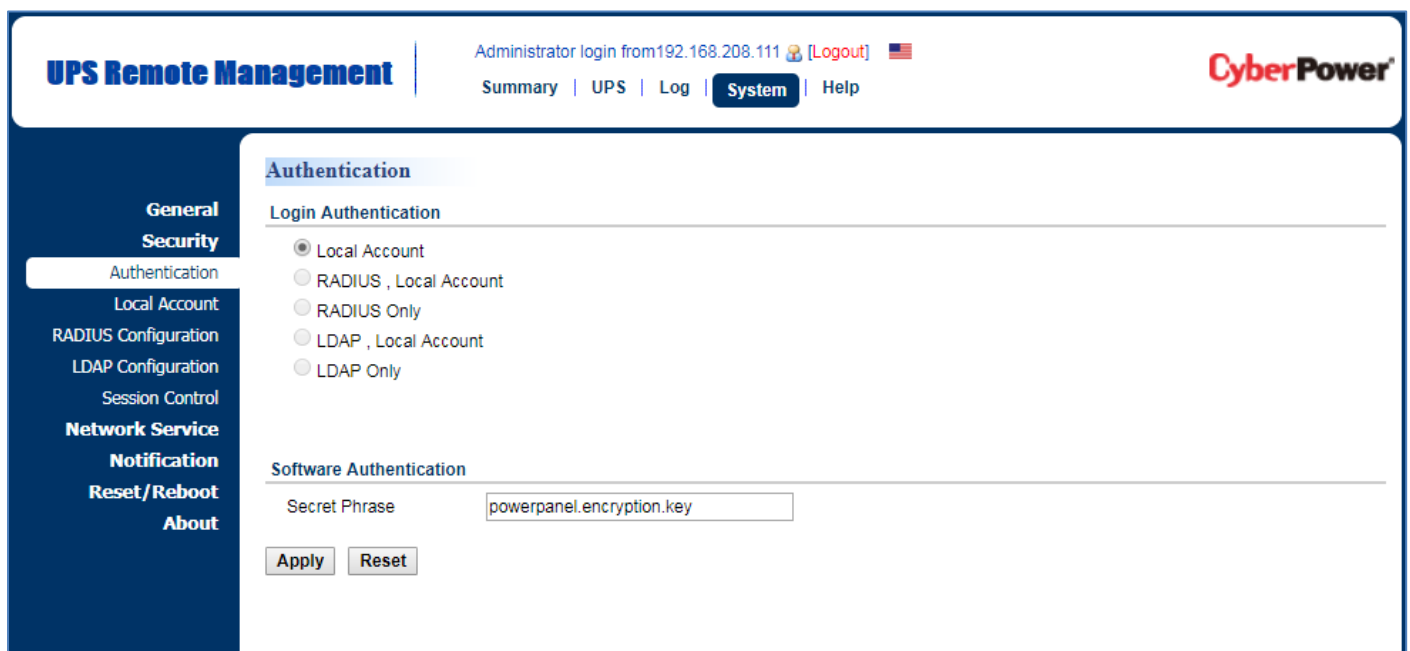 UPS Remote Management
Administrator login from192.168.208.111 [Logout]
Summary | UPS | Log | System | Help
CyberPower
General
Security
Authentication
Local Account
RADIUS Configuration
LDAP Configuration
Session Control
Network Service
Notification
Reset/Reboot
About
Authentication
Login Authentication
Local Account
RADIUS , Local Account
RADIUS Only
LDAP , Local Account
LDAP Only
Software Authentication
Secret Phrase powerpanel.encryption.key
Apply Reset